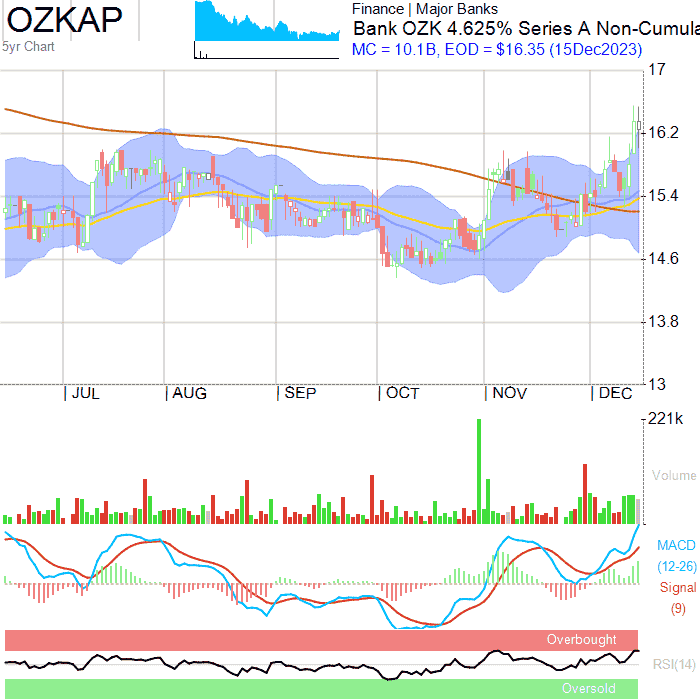 OZKAP
5yr Chart
Finance | Major Banks
Bank OZK 4.625% Series A Non-Cumula
MC = 10.1B, EOD = $16.35 (15Dec2023)
17
16.2
15.4
14.6
13.8
13
| JUL | AUG | SEP | OCT | NOV | DEC
221k
Volume
MACD
(12-26)
Signal
(9)
Overbought
RSI(14)
Oversold